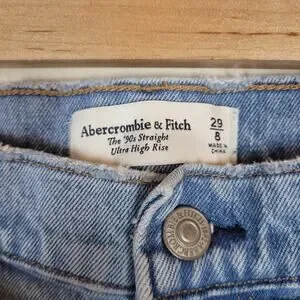 Abercrombie & Fitch
The '90s Straight
Ultra High Rise
29
8
MADE IN
CHINA